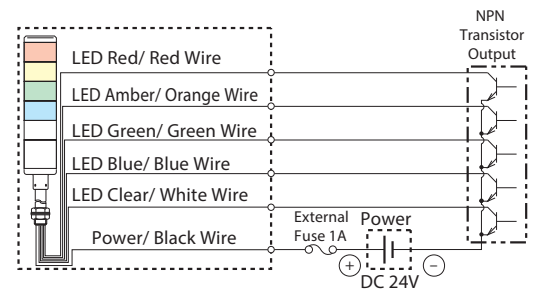 NPN
Transistor
Output
LED Red/ Red Wire
LED Amber/ Orange Wire
LED Green/ Green Wire
LED Blue/ Blue Wire
LED Clear/ White Wire
Power/ Black Wire
External
Fuse 1A
Power
+
−
DC 24V